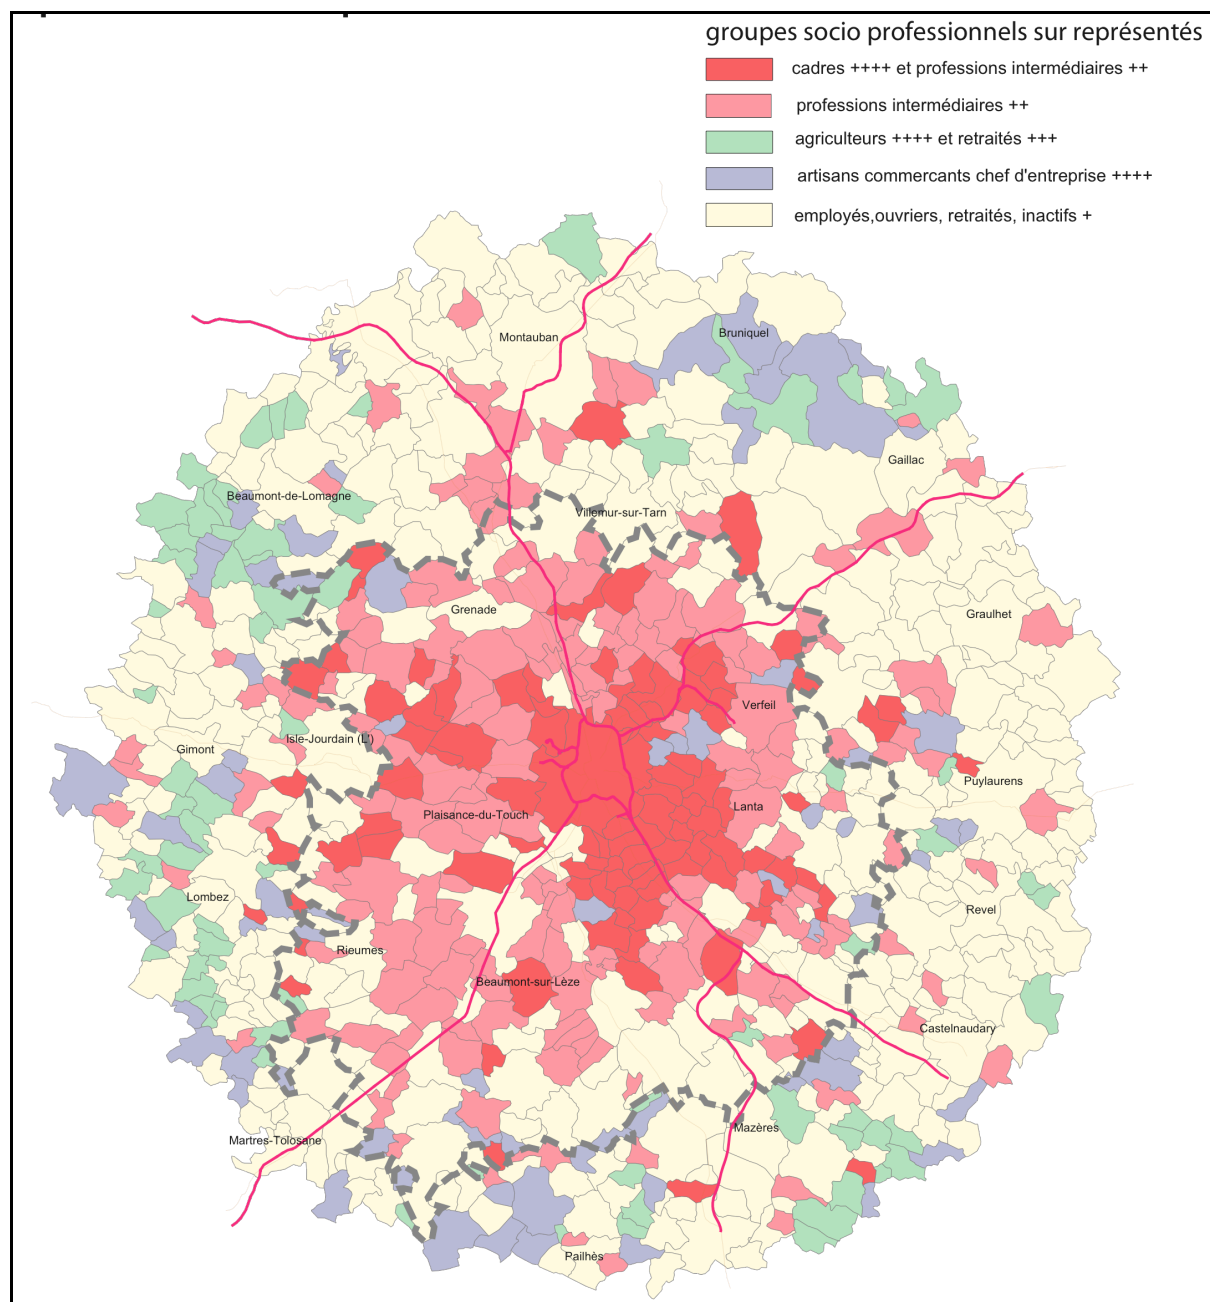 groupes socio professionnels sur représentés
cadres ++++ et professions intermédiaires ++
professions intermédiaires ++
agriculteurs ++++ et retraités +++
artisans commercants chef d'entreprise ++++
employés,ouvriers, retraités, inactifs +
Bruniquel
Montauban
Gaillac
Beaumont-de-Lomagne
Villemur-sur-Tarn
Grenade
Graulhet
Verfeil
Isle-Jourdain (L')
Gimont
Puylaurens
Lanta
Plaisance-du-Touch
Lombez
Revel
Rieumes
Beaumont-sur-Lèze
Castelnaudary
Mazères
Martres-Tolosane
Pailhès